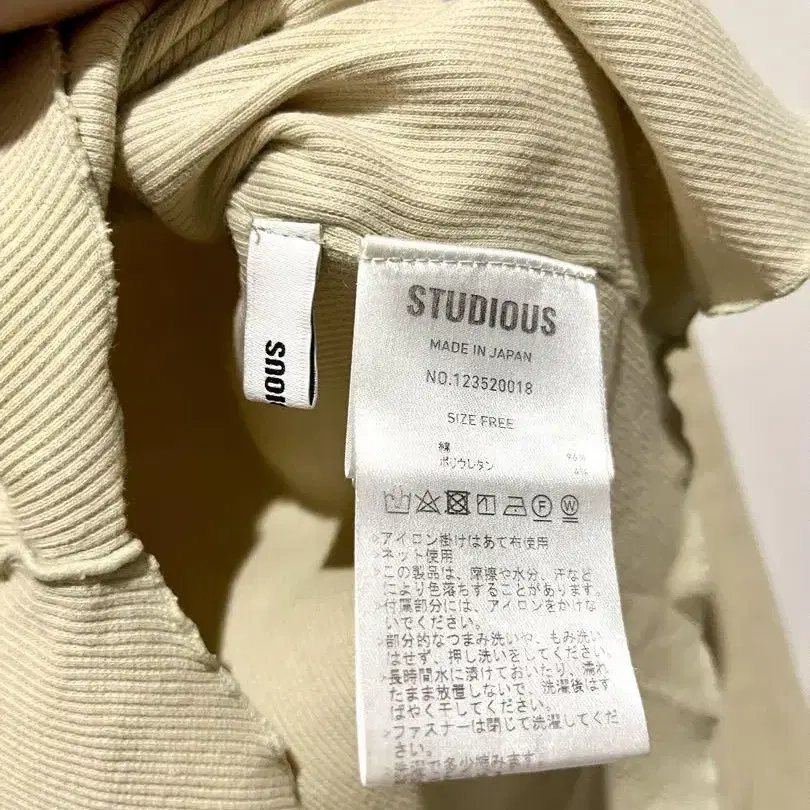 STUDIOUS
MADE IN JAPAN
NO.123520018
SIZE FREE
綿 96%
ポリウレタン 4%
F W
>アイロン掛けはあて布使用
>ネット使用
>この製品は、摩擦や水分、汗など
により色落ちすることがあります。
>付属部分には、アイロンをかけな
いでください。
>部分的なつまみ洗いや、もみ洗い
はせず、押し洗いをしてください。
>長時間水に漬けておいたり、濡れ
たまま放置しないで、洗濯後はす
ばやく干してください。
>ファスナーは閉じて洗濯してくだ
さい。